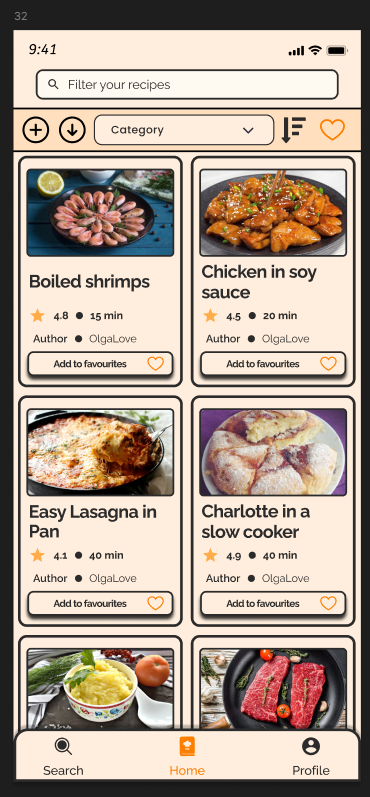 32
9:41
Filter your recipes
Category
Boiled shrimps
4.8 ● 15 min
Author ● OlgaLove
Add to favourites
Chicken in soy
sauce
4.5 ● 20 min
Author ● OlgaLove
Add to favourites
Easy Lasagna in
Pan
4.1 ● 40 min
Author ● OlgaLove
Add to favourites
Charlotte in a
slow cooker
4.9 ● 40 min
Author ● OlgaLove
Add to favourites
Search
Home
Profile